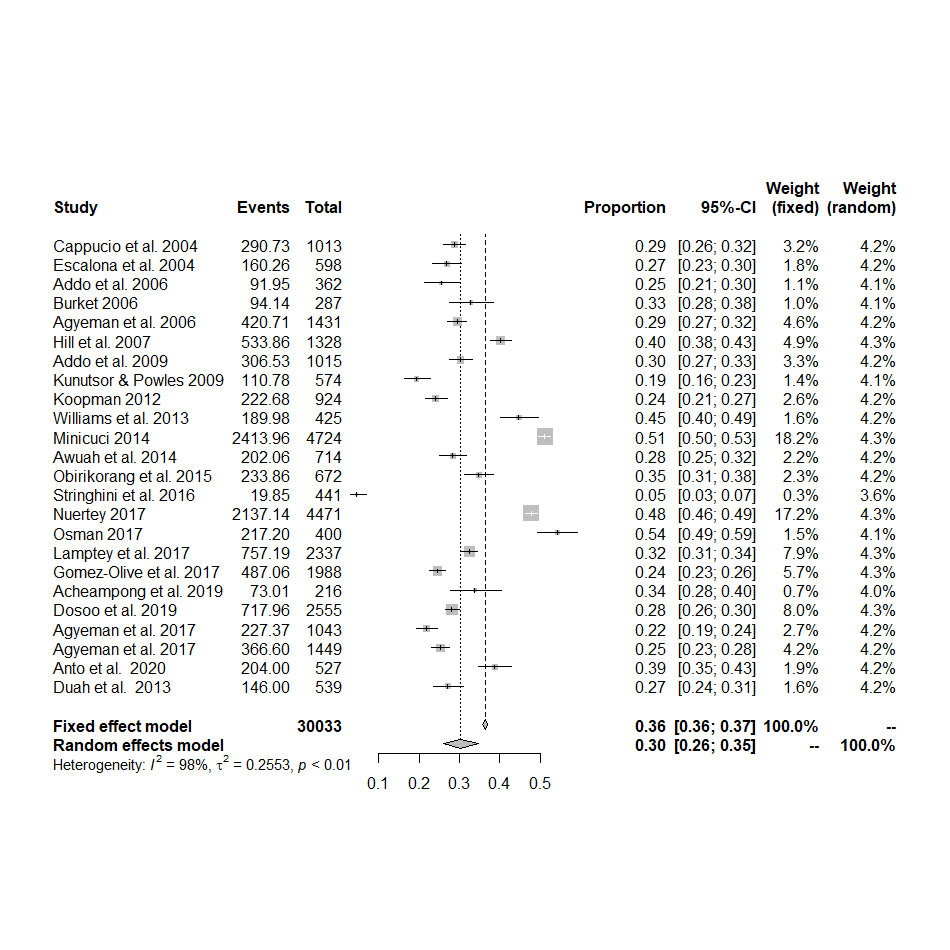 Weight Weight
Study Events Total Proportion 95%-CI (fixed) (random)
Cappucio et al. 2004 290.73 1013 0.29 [0.26; 0.32] 3.2% 4.2%
Escalona et al. 2004 160.26 598 0.27 [0.23; 0.30] 1.8% 4.2%
Addo et al. 2006 91.95 362 0.25 [0.21; 0.30] 1.1% 4.2%
Burket 2006 94.14 287 0.33 [0.28; 0.38] 1.0% 4.1%
Agyeman et al. 2006 420.71 1431 0.29 [0.27; 0.32] 4.6% 4.2%
Hill et al. 2007 533.86 1328 0.40 [0.38; 0.43] 4.9% 4.3%
Addo et al. 2009 306.53 1015 0.30 [0.27; 0.33] 3.3% 4.2%
Kunutsor & Powles 2009 110.78 574 0.19 [0.16; 0.23] 1.4% 4.1%
Koopman 2012 222.68 924 0.24 [0.21; 0.27] 2.6% 4.2%
Williams et al. 2013 189.98 425 0.45 [0.40; 0.49] 1.6% 4.2%
Minicuci 2014 2413.96 4724 0.51 [0.50; 0.53] 18.2% 4.3%
Awuah et al. 2014 202.06 714 0.28 [0.25; 0.32] 2.2% 4.2%
Obirikorang et al. 2015 233.86 672 0.35 [0.31; 0.38] 2.3% 4.2%
Stringhini et al. 2016 19.85 441 0.05 [0.03; 0.07] 0.3% 3.6%
Nuertey 2017 2137.14 4471 0.48 [0.46; 0.49] 17.2% 4.3%
Osman 2017 217.20 400 0.54 [0.49; 0.59] 1.5% 4.1%
Lamptey et al. 2017 757.19 2337 0.32 [0.31; 0.34] 7.9% 4.3%
Gomez-Olive et al. 2017 487.06 1988 0.24 [0.23; 0.26] 5.7% 4.3%
Acheampong et al. 2019 73.01 216 0.34 [0.28; 0.40] 0.7% 4.0%
Dosoo et al. 2019 717.96 2555 0.28 [0.26; 0.30] 8.0% 4.3%
Agyeman et al. 2017 227.37 1043 0.22 [0.19; 0.24] 2.7% 4.2%
Agyeman et al. 2017 366.60 1449 0.25 [0.23; 0.28] 4.2% 4.2%
Anto et al. 2020 204.00 527 0.39 [0.35; 0.43] 1.9% 4.2%
Duah et al. 2013 146.00 539 0.27 [0.24; 0.31] 1.6% 4.2%
Fixed effect model 30033 0.36 [0.36; 0.37] 100.0% --
Random effects model 0.30 [0.26; 0.35] -- 100.0%
Heterogeneity: I² = 98%, τ² = 0.2553, p < 0.01
0.1 0.2 0.3 0.4 0.5